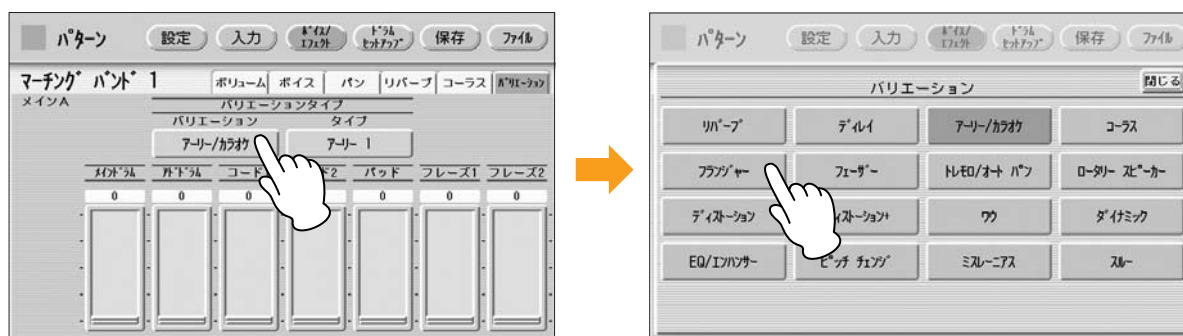 パターン 設定 入力 ボイス/エフェクト ドラムセットアップ 保存 ファイル
マーチング バンド 1 ボリューム ボイス パン リバーブ コーラス バリエーション
メインA バリエーションタイプ
バリエーション タイプ
アーリー/カラオケ アーリー 1
メインドラム アドドラム コード パッド フレーズ1 フレーズ2
0 0 0 0 0 0
パターン 設定 入力 ボイス/エフェクト ドラムセットアップ 保存 ファイル
バリエーション 閉じる
リバーブ ディレイ アーリー/カラオケ コーラス
フランジャー フェーザー トレモロ/オート パン ロータリー スピーカー
ディストーション ディストーション+ ワウ ダイナミック
EQ/エンハンサー ピッチ チェンジ ミスレーニアス スルー